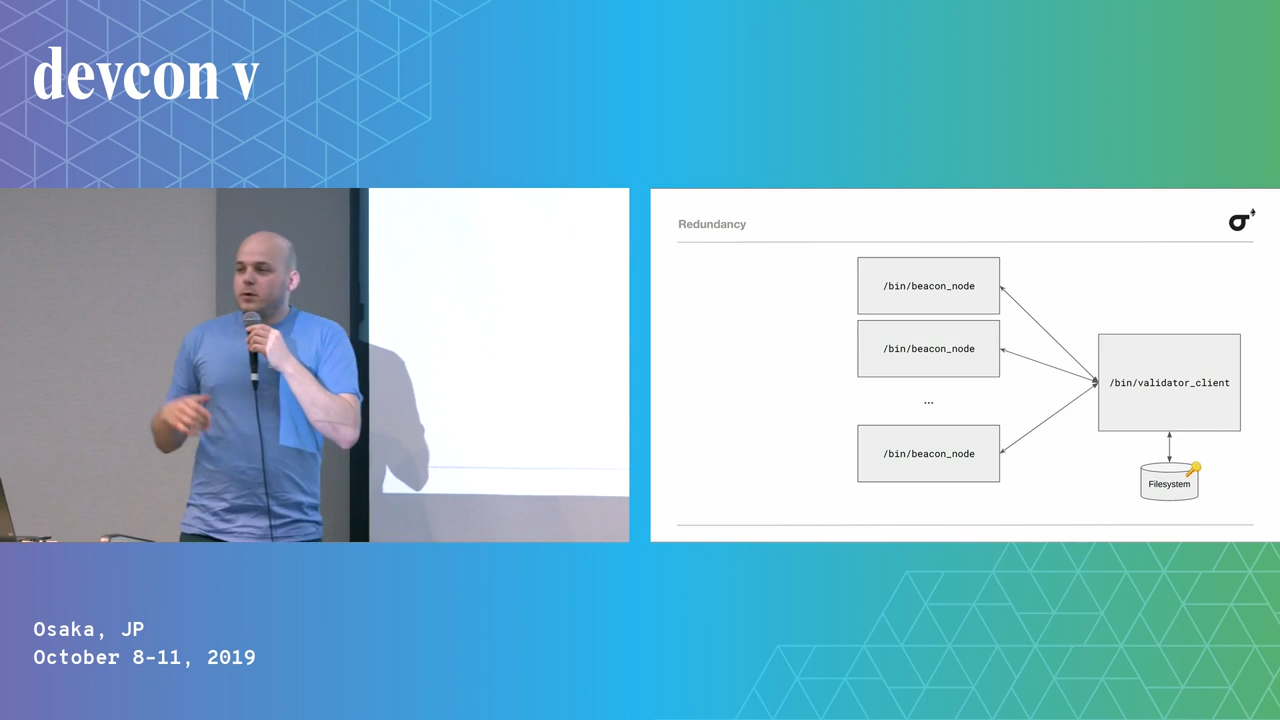 devcon v
Redundancy
/bin/beacon_node
/bin/beacon_node
...
/bin/beacon_node
/bin/validator_client
Filesystem
Osaka, JP
October 8-11, 2019